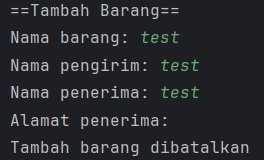 ==Tambah Barang==
Nama barang: test
Nama pengirim: test
Nama penerima: test
Alamat penerima:
Tambah barang dibatalkan